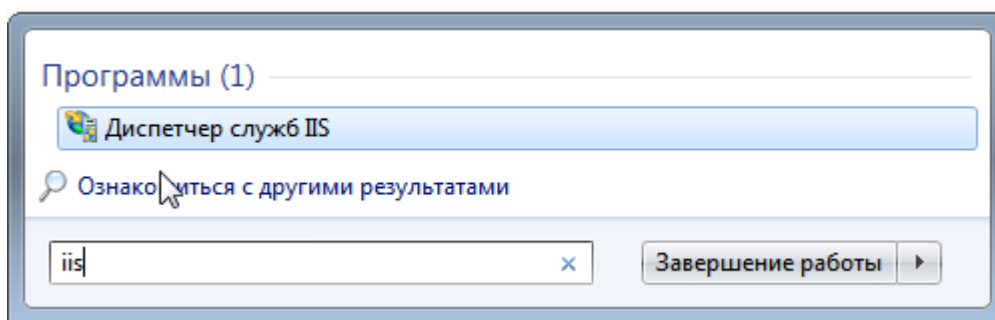 Программы (1)
Диспетчер служб IIS
Ознакомиться с другими результатами
iis
Завершение работы